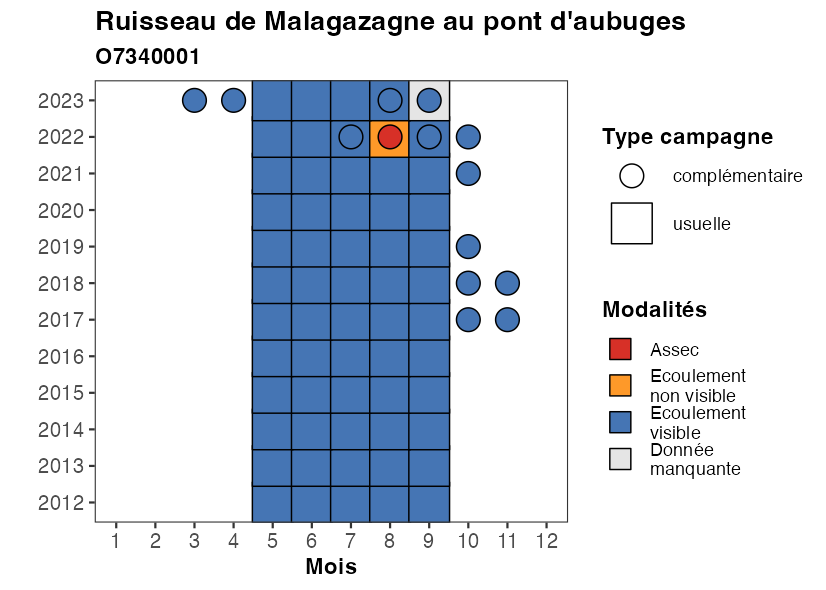 Ruisseau de Malagazagne au pont d'aubuges
O7340001
2023
2022
2021
2020
2019
2018
2017
2016
2015
2014
2013
2012
1 2 3 4 5 6 7 8 9 10 11 12
Mois
Type campagne
complémentaire
usuelle
Modalités
Assec
Ecoulement
non visible
Ecoulement
visible
Donnée
manquante